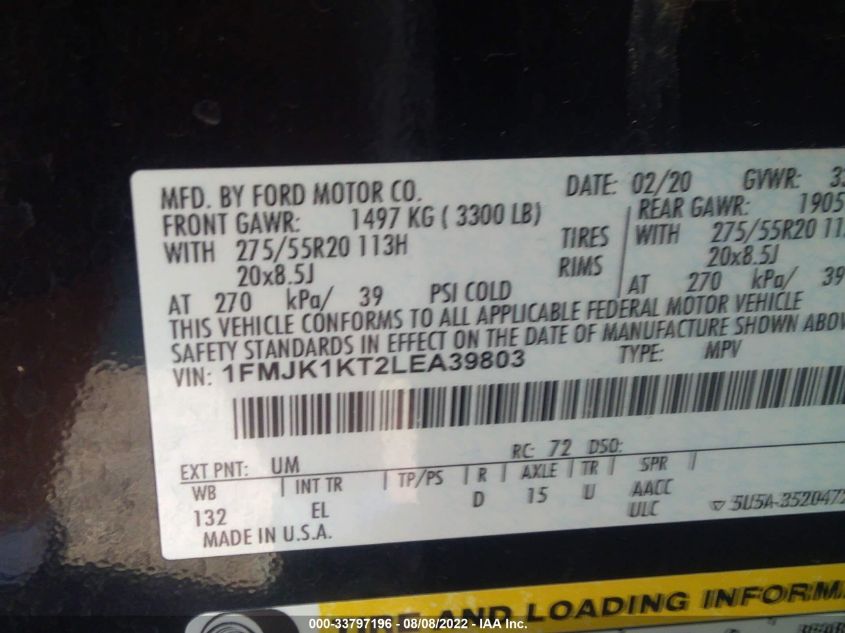 MFD. BY FORD MOTOR CO. DATE: 02/20 GVWR:
FRONT GAWR: 1497 KG ( 3300 LB) REAR GAWR: 1905
WITH 275/55R20 113H TIRES WITH 275/55R20
20x8.5J RIMS 20x8.5J
AT 270 kPa/ 39 PSI COLD AT 270 kPa/ 39
THIS VEHICLE CONFORMS TO ALL APPLICABLE FEDERAL MOTOR VEHICLE
SAFETY STANDARDS IN EFFECT ON THE DATE OF MANUFACTURE SHOWN
VIN: 1FMJK1KT2LEA39803 TYPE: MPV
EXT PNT: UM RC: 72 DSO:
WB INT TR TP/PS R AXLE TR SPR
132 EL D 15 U AACC
ULC
MADE IN U.S.A.
AND LOADING
000-33797196 - 08/08/2022 - IAA Inc.